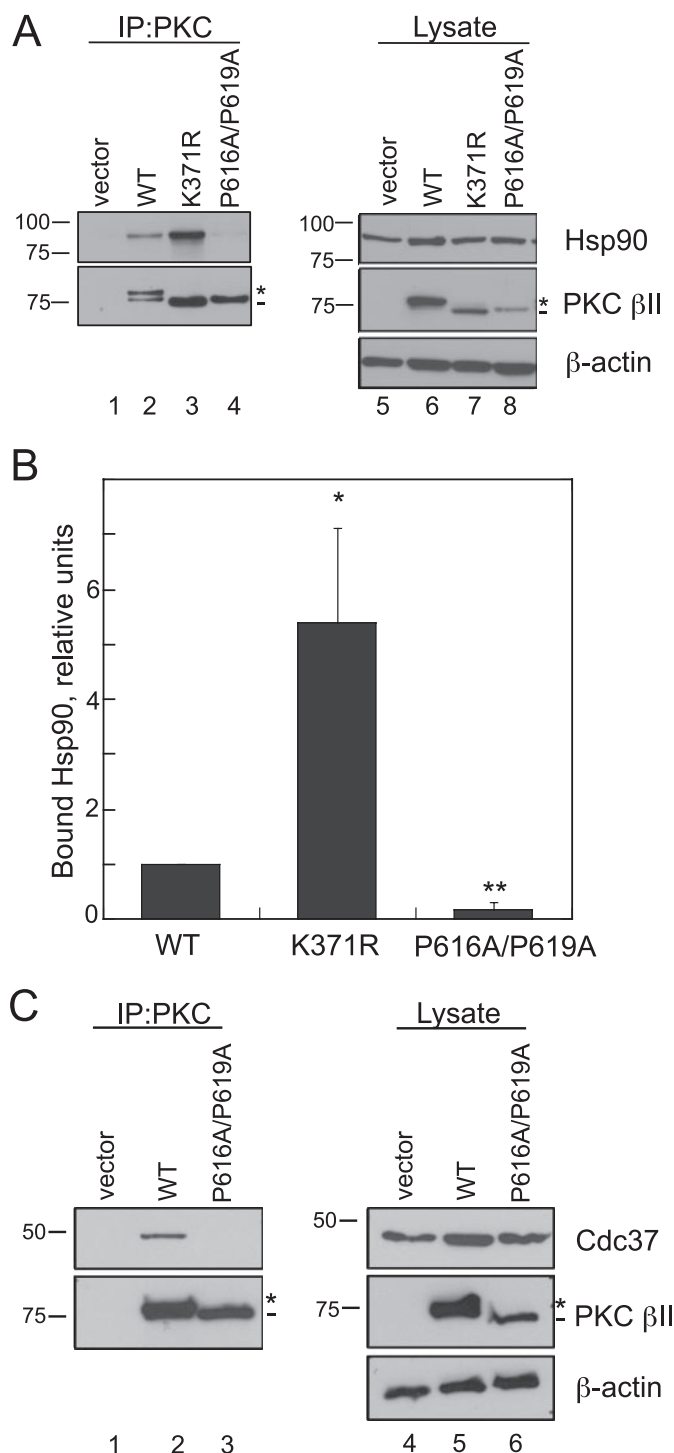 A
IP:PKC
Lysate
vector
WT
K371R
P616A/P619A
vector
WT
K371R
P616A/P619A
100
75
100
75
Hsp90
75
*
75
*
PKC βII
β-actin
1 2 3 4
5 6 7 8
B
Bound Hsp90, relative units
6
4
2
0
*
**
WT K371R P616A/P619A
C
IP:PKC
Lysate
vector
WT
P616A/P619A
vector
WT
P616A/P619A
50
50
Cdc37
75
*
75
*
PKC βII
β-actin
1 2 3
4 5 6